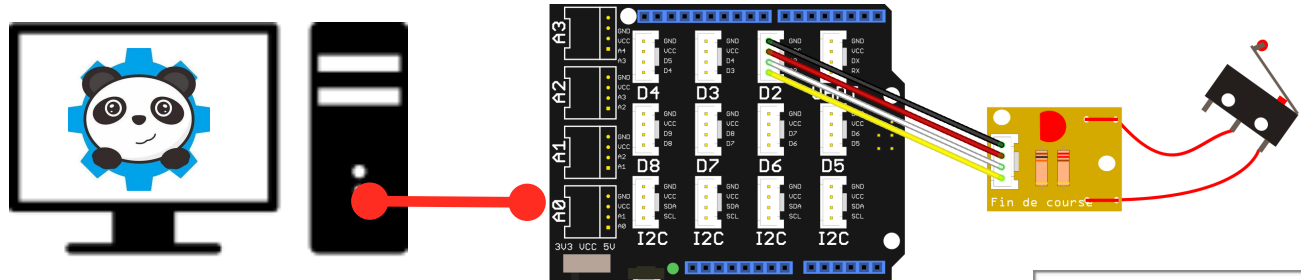 A3
GND
VCC
A4
A3
A2
GND
VCC
A3
A2
A1
GND
VCC
A2
A1
A0
GND
VCC
A1
A0
GND
VCC
D5
D4
D4
GND
VCC
D4
D3
D3
GND
VCC
D2
GND
VCC
DX
RX
GND
VCC
D9
D8
D8
GND
VCC
D8
D7
D7
GND
VCC
D7
D6
D6
GND
VCC
D6
D5
D5
GND
VCC
SDA
SCL
I2C
GND
VCC
SDA
SCL
I2C
GND
VCC
SDA
SCL
I2C
GND
VCC
SDA
SCL
I2C
3V3 VCC 5V
Fin de course